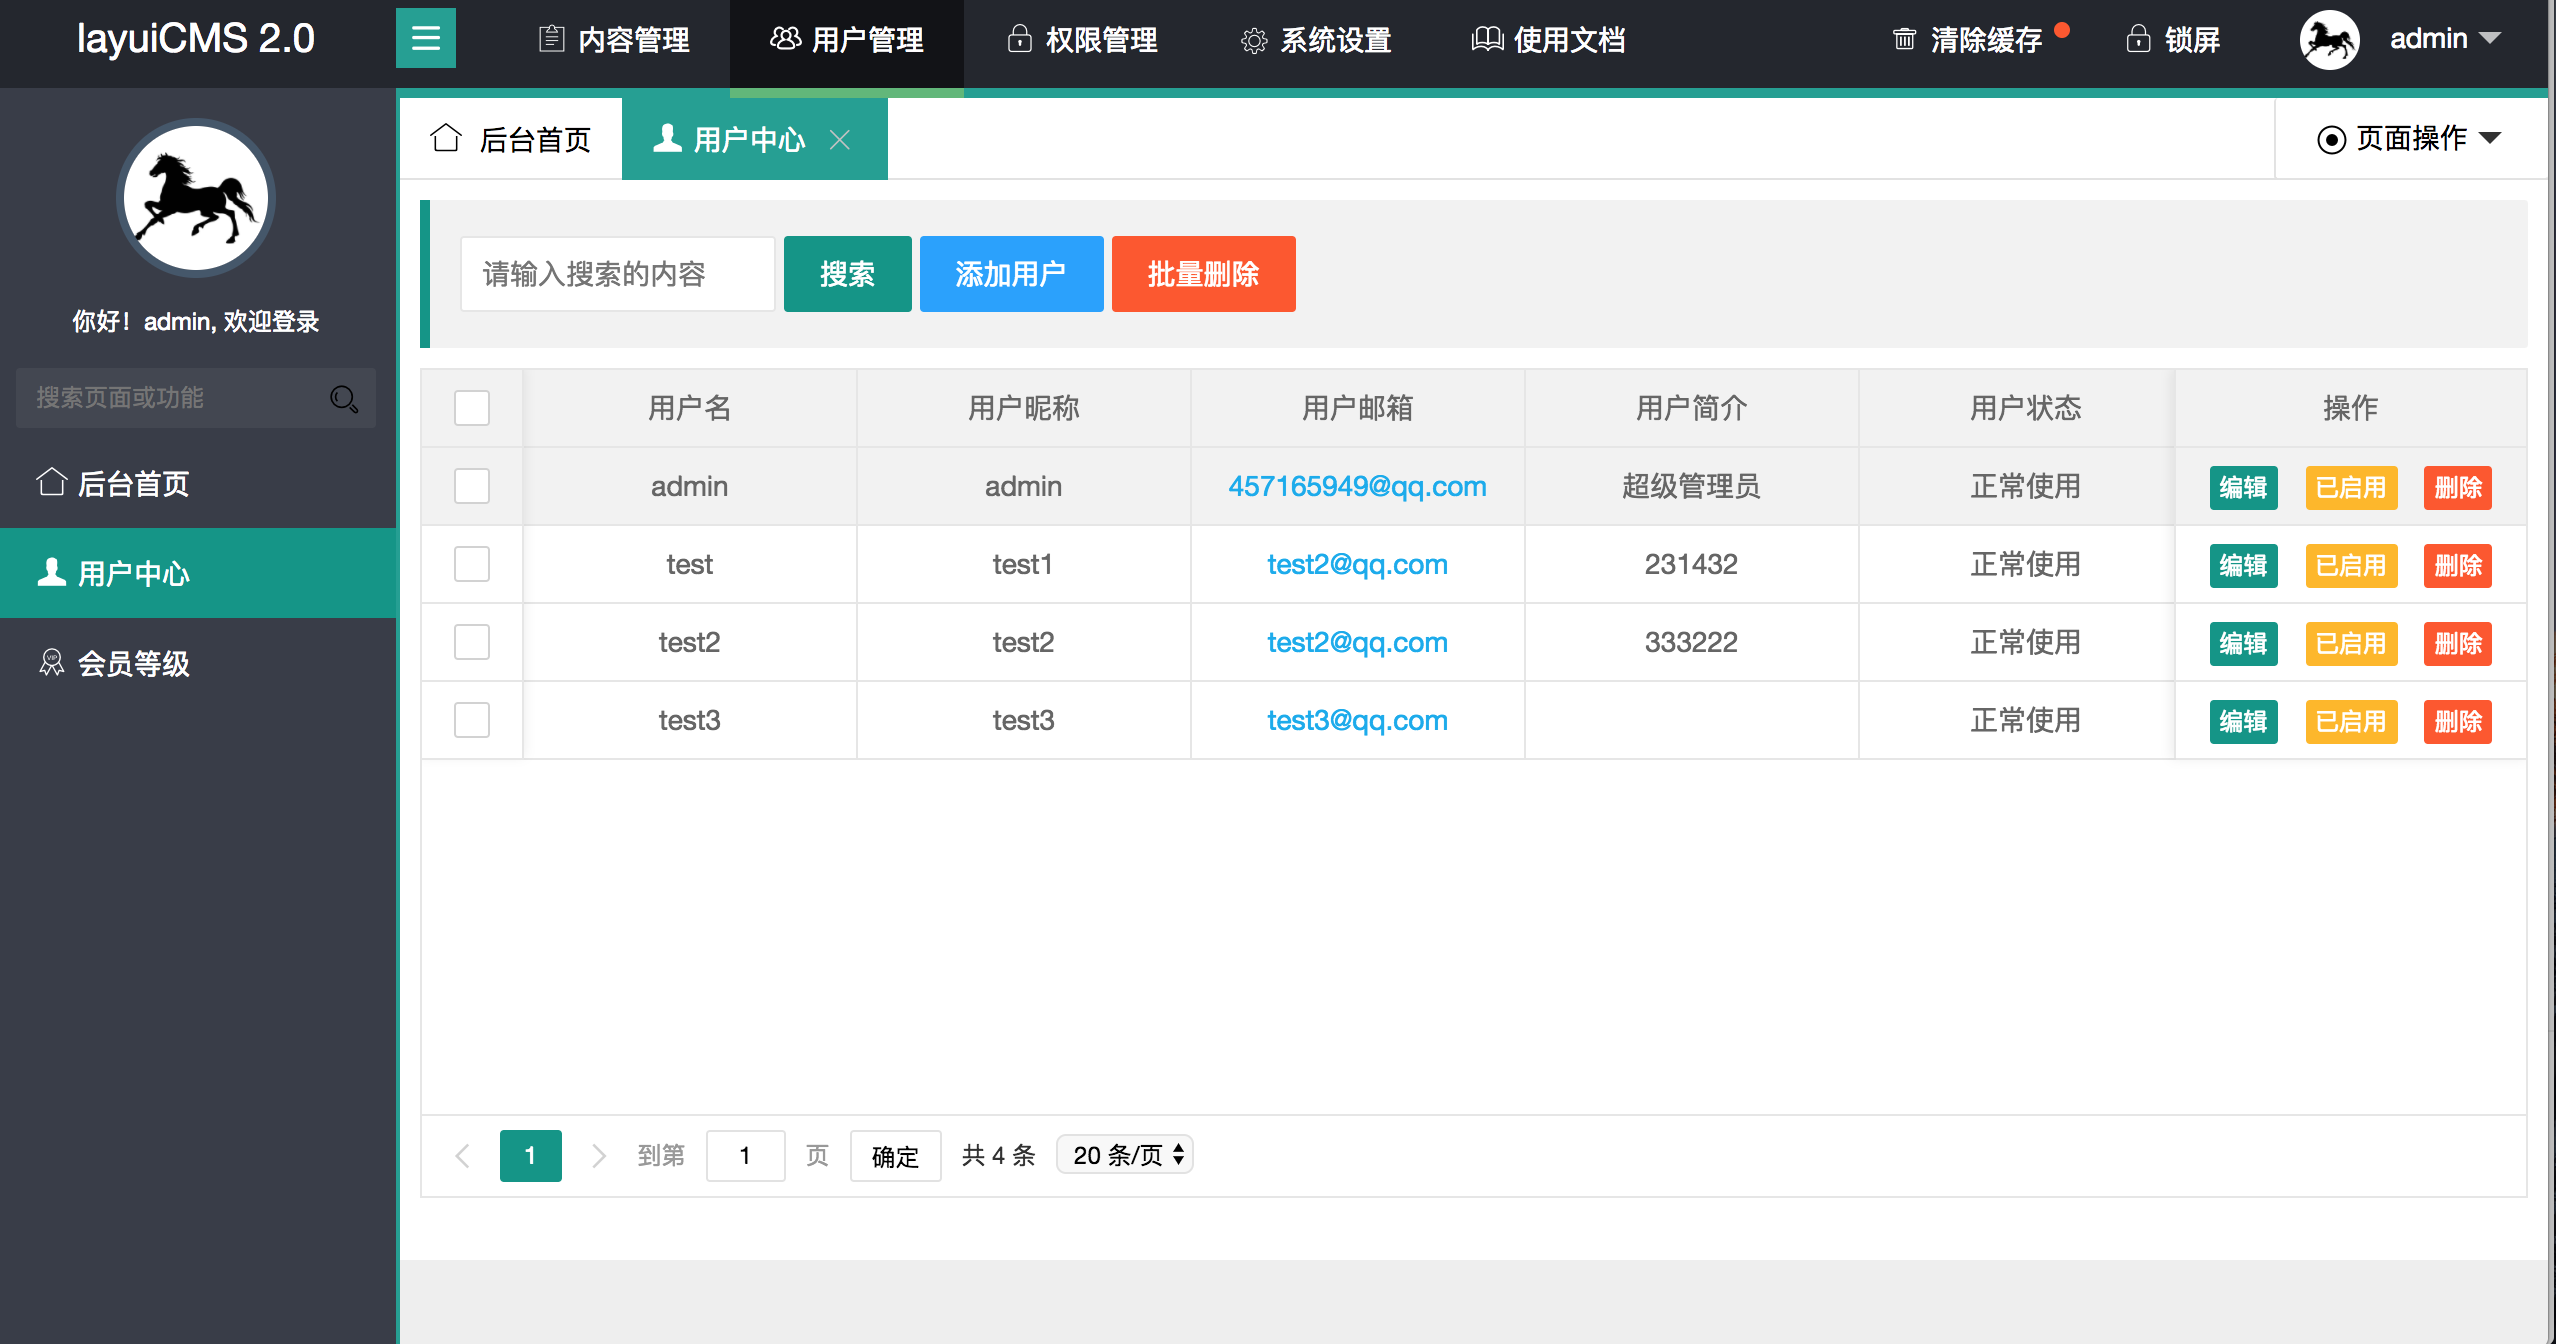 layuiCMS 2.0
内容管理 用户管理 权限管理 系统设置 使用文档 清除缓存 锁屏 admin
你好！admin, 欢迎登录
搜索页面或功能
后台首页
用户中心
会员等级
后台首页 用户中心 页面操作
请输入搜索的内容 搜索 添加用户 批量删除
用户名 用户昵称 用户邮箱 用户简介 用户状态 操作
admin admin 457165949@qq.com 超级管理员 正常使用 编辑 已启用 删除
test test1 test2@qq.com 231432 正常使用 编辑 已启用 删除
test2 test2 test2@qq.com 333222 正常使用 编辑 已启用 删除
test3 test3 test3@qq.com 正常使用 编辑 已启用 删除
1 到第 1 页 确定 共 4 条 20 条/页